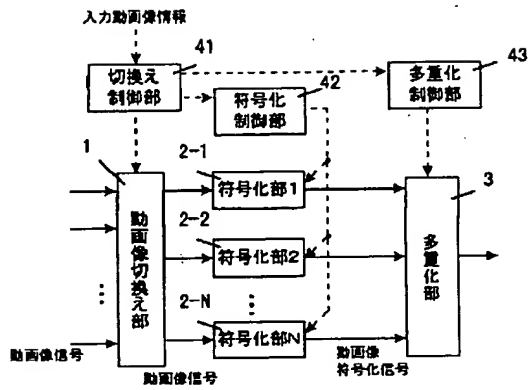 入力動画像情報
41
切換え
制御部
42
符号化
制御部
43
多重化
制御部
1
動画像切換え部
2-1
符号化部1
2-2
符号化部2
2-N
符号化部N
3
多重化部
動画像信号
動画像信号
動画像
符号化信号